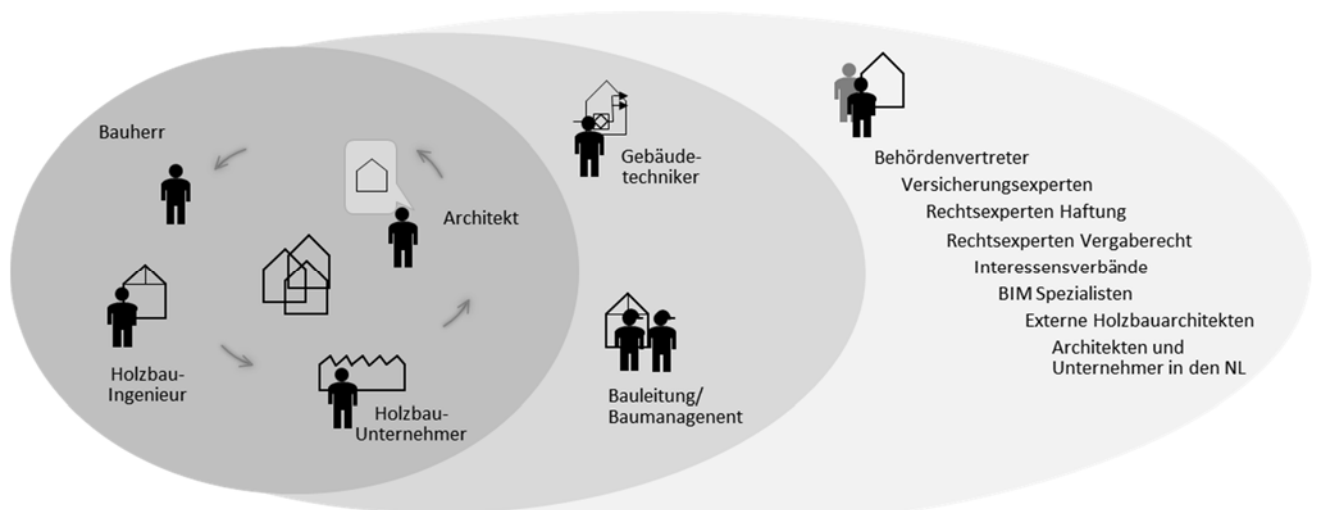 Bauherr
Architekt
Holzbau-
Ingenieur
Holzbau-
Unternehmer
Gebäude-
techniker
Bauleitung/
Baumanagenent
Behördenvertreter
Versicherungsexperten
Rechtsexperten Haftung
Rechtsexperten Vergaberecht
Interessensverbände
BIM Spezialisten
Externe Holzbauarchitekten
Architekten und
Unternehmer in den NL